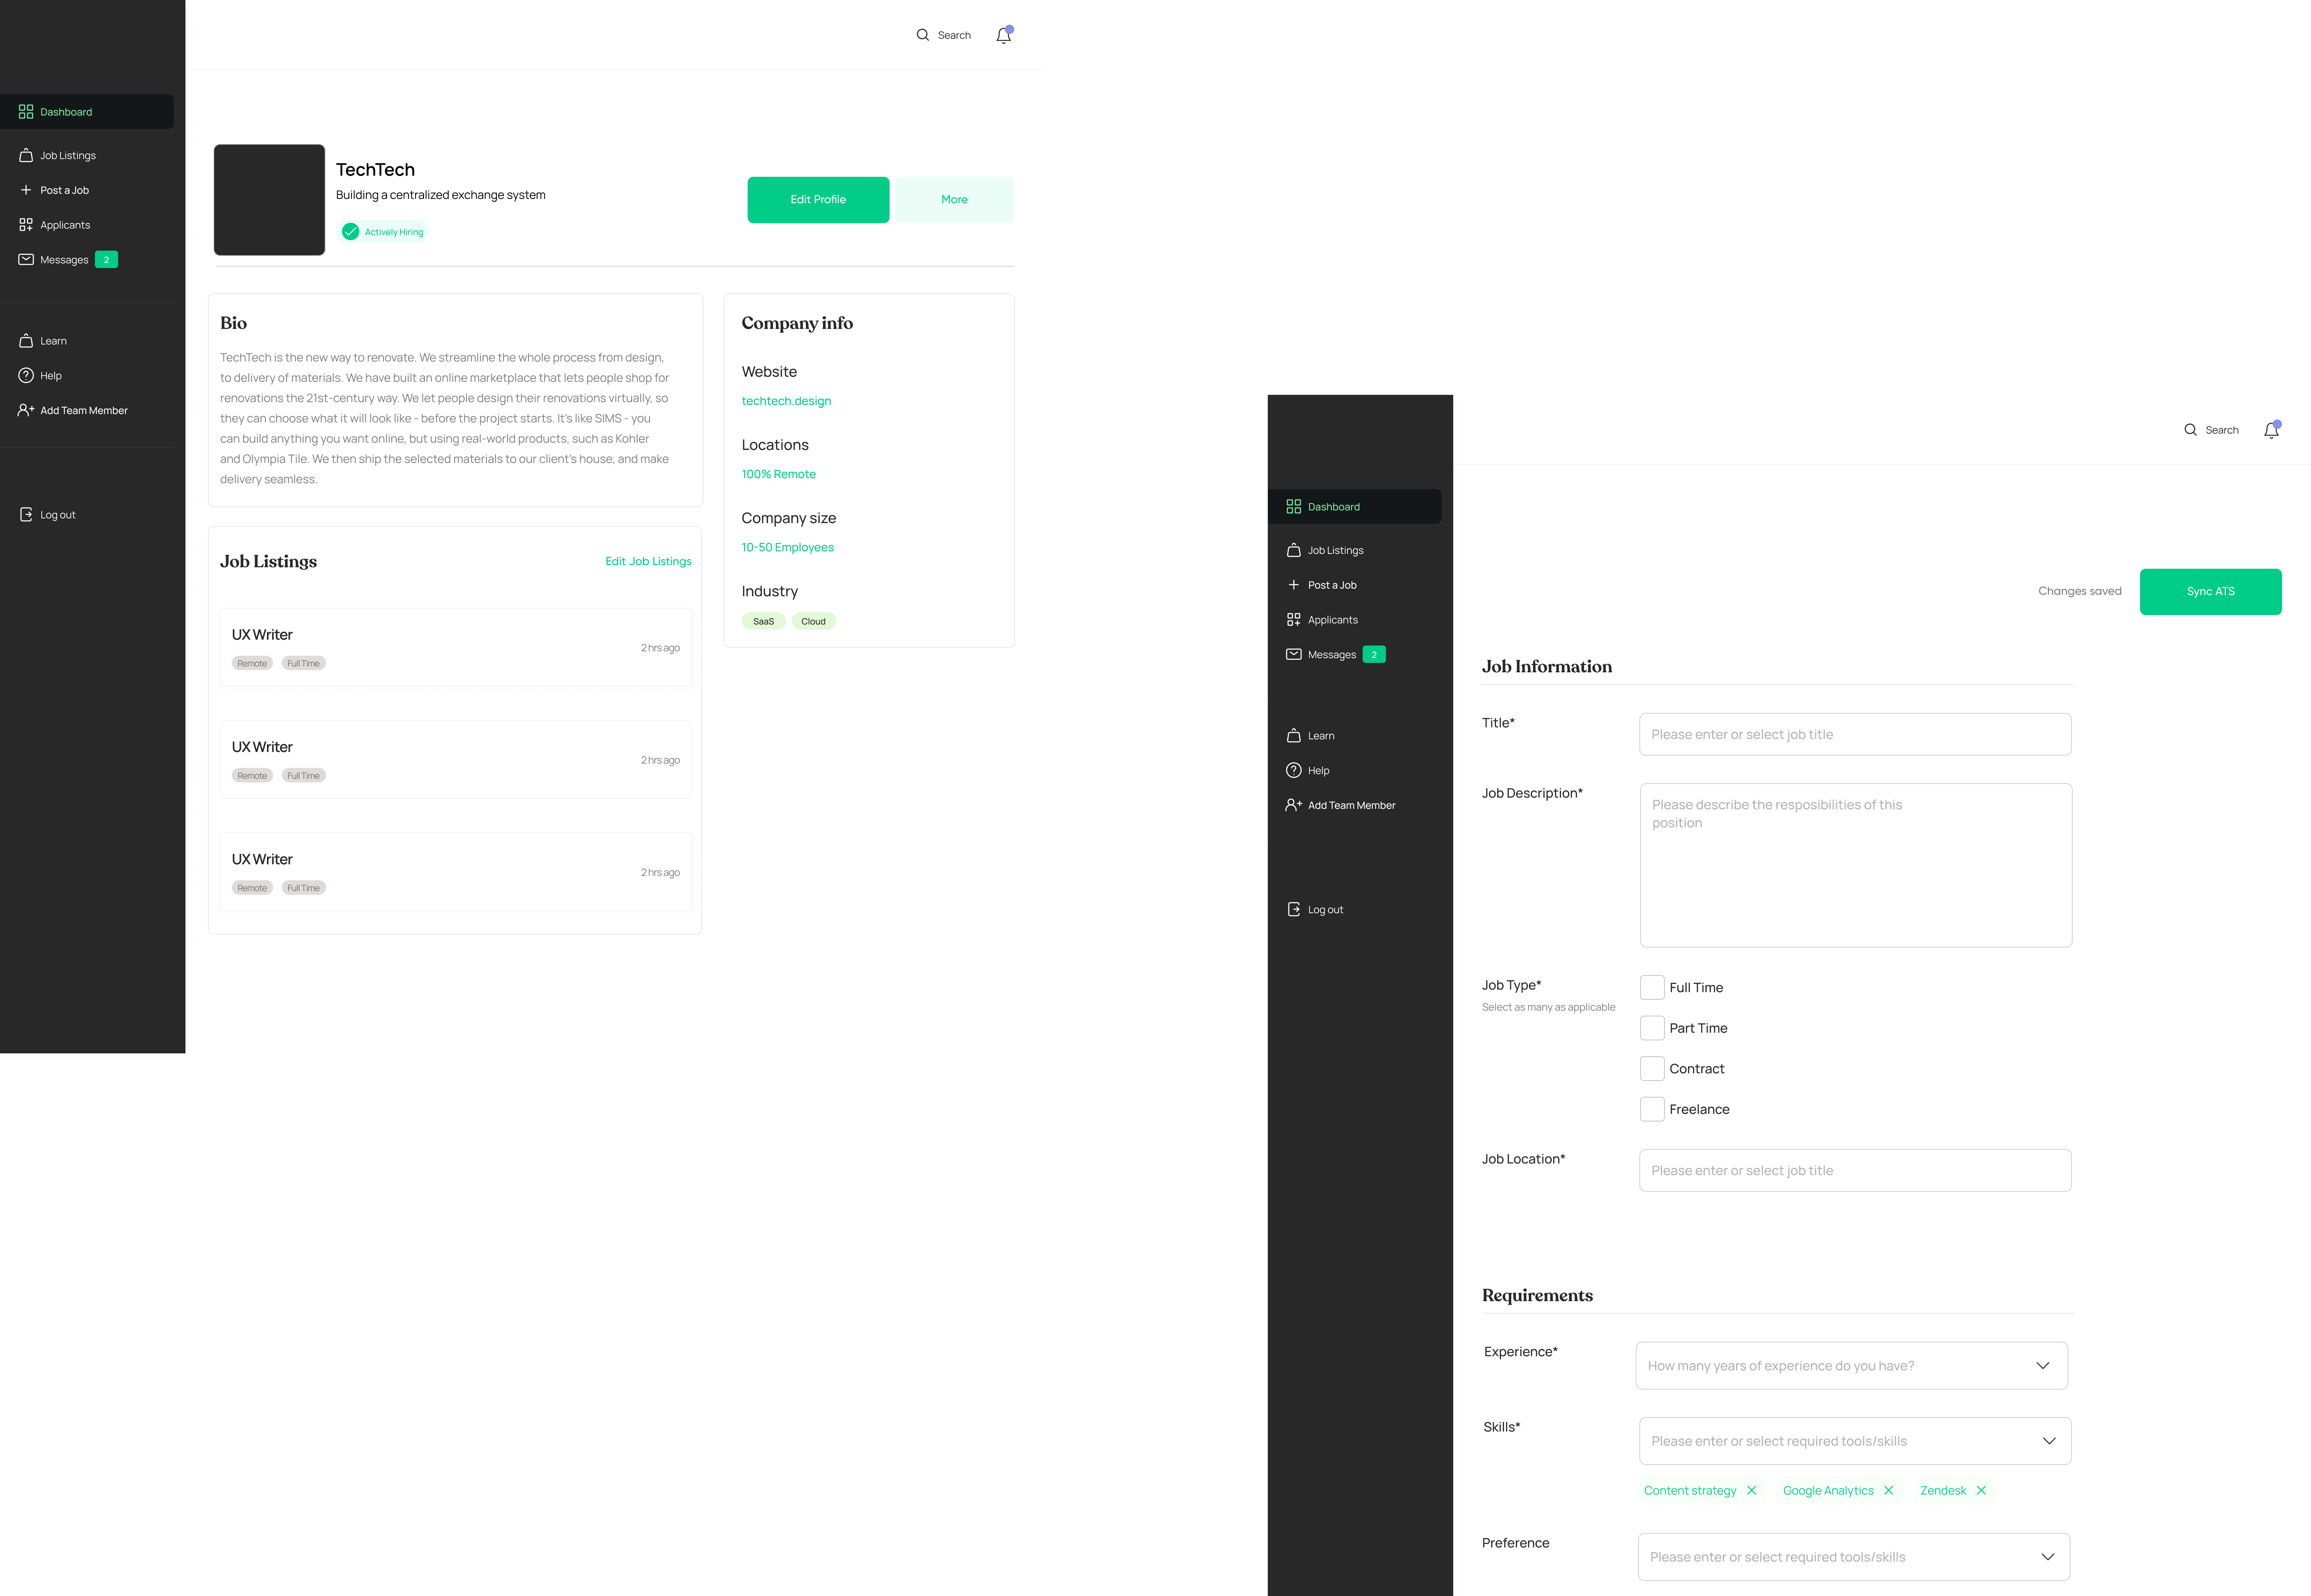 Search
Dashboard
Job Listings
Post a Job
Applicants
Messages 2
Learn
Help
Add Team Member
Log out
TechTech
Building a centralized exchange system
Actively Hiring
Edit Profile
More
Bio
TechTech is the new way to renovate. We streamline the whole process from design,
to delivery of materials. We have built an online marketplace that lets people shop for
renovations the 21st-century way. We let people design their renovations virtually, so
they can choose what it will look like - before the project starts. It's like SIMS - you
can build anything you want online, but using real-world products, such as Kohler
and Olympia Tile. We then ship the selected materials to our client's house, and make
delivery seamless.
Company info
Website
techtech.design
Locations
100% Remote
Company size
10-50 Employees
Industry
SaaS Cloud
Job Listings
Edit Job Listings
UX Writer
Remote Full Time
2 hrs ago
UX Writer
Remote Full Time
2 hrs ago
UX Writer
Remote Full Time
2 hrs ago
Search
Dashboard
Job Listings
Post a Job
Applicants
Messages 2
Learn
Help
Add Team Member
Log out
Changes saved
Sync ATS
Job Information
Title*
Please enter or select job title
Job Description*
Please describe the resposibilities of this
position
Job Type*
Select as many as applicable
Full Time
Part Time
Contract
Freelance
Job Location*
Please enter or select job title
Requirements
Experience*
How many years of experience do you have?
Skills*
Please enter or select required tools/skills
Content strategy Google Analytics Zendesk
Preference
Please enter or select required tools/skills